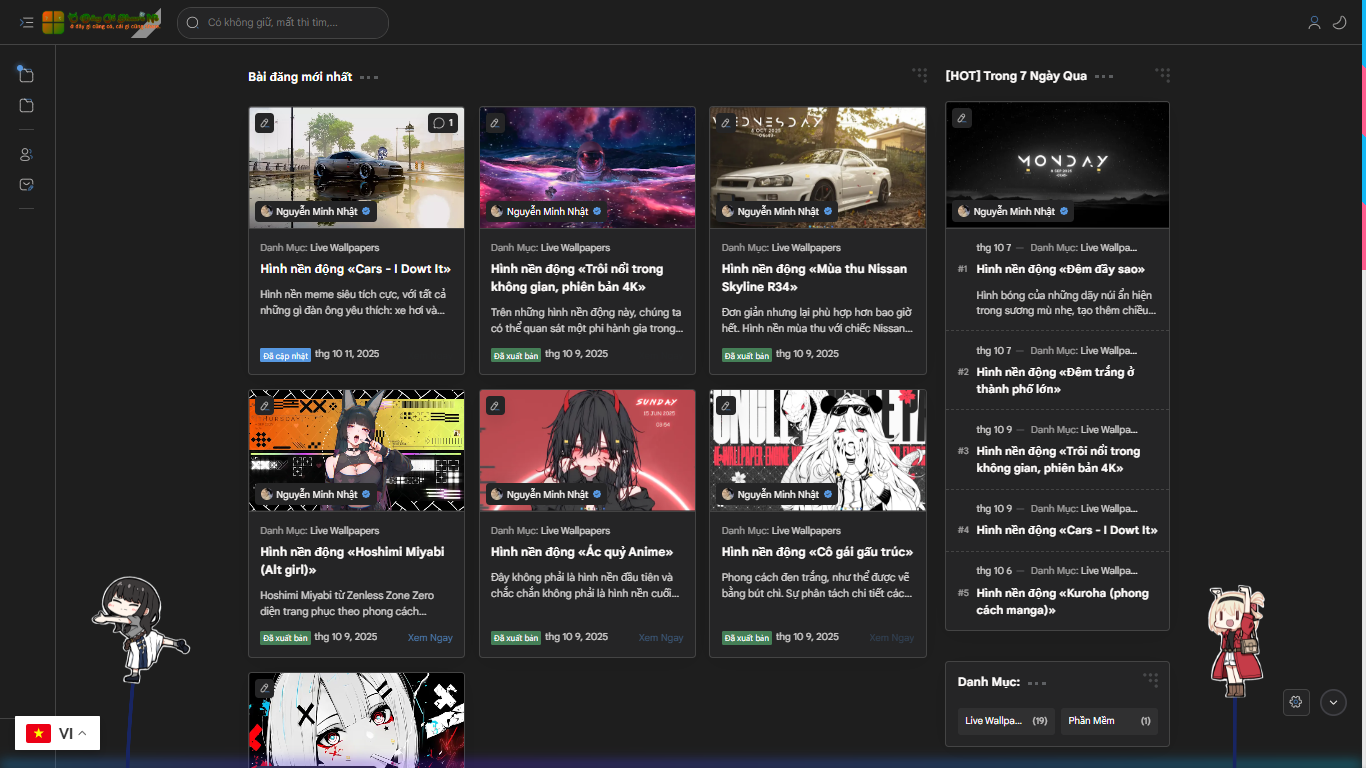 ở đây gì cũng có, cái gì cũng
Có không giữ, mất thì tìm,...
Bài đăng mới nhất
1
Nguyễn Minh Nhật
Danh Mục: Live Wallpapers
Hình nền động «Cars - I Dowt It»
Hình nền meme siêu tích cực, với tất cả
những gì đàn ông yêu thích: xe hơi và...
Đã cập nhật
thg 10 11, 2025
Nguyễn Minh Nhật
Danh Mục: Live Wallpapers
Hình nền động «Trôi nổi trong
không gian, phiên bản 4K»
Trên những hình nền động này, chúng ta
có thể quan sát một phi hành gia trong...
Đã xuất bản
thg 10 9, 2025
WEDNESDAY
Nguyễn Minh Nhật
Danh Mục: Live Wallpapers
Hình nền động «Mùa thu Nissan
Skyline R34»
Đơn giản nhưng lại phù hợp hơn bao giờ
hết. Hình nền mùa thu với chiếc Nissan...
Đã xuất bản
thg 10 9, 2025
THURSDAY
Nguyễn Minh Nhật
Danh Mục: Live Wallpapers
Hình nền động «Hoshimi Miyabi
(Alt girl)»
Hoshimi Miyabi từ Zenless Zone Zero
diện trang phục theo phong cách...
Đã xuất bản
thg 10 9, 2025
Xem Ngay
SUNDAY
15 JUN 2025
Nguyễn Minh Nhật
Danh Mục: Live Wallpapers
Hình nền động «Ác quỷ Anime»
Đây không phải là hình nền đầu tiên và
chắc chắn không phải là hình nền cuối...
Đã xuất bản
thg 10 9, 2025
Xem Ngay
Nguyễn Minh Nhật
Danh Mục: Live Wallpapers
Hình nền động «Cô gái gấu trúc»
Phong cách đen trắng, như thể được vẽ
bằng bút chì. Sự phân tách chi tiết các...
Đã xuất bản
thg 10 9, 2025
Xem Ngay
[HOT] Trong 7 Ngày Qua
MONDAY
Nguyễn Minh Nhật
thg 10 7 — Danh Mục: Live Wallpa...
#1 Hình nền động «Đêm đầy sao»
Hình bóng của những dãy núi ẩn hiện
trong sương mù nhẹ, tạo thêm chiều...
thg 10 7 — Danh Mục: Live Wallpa...
#2 Hình nền động «Đêm trắng ở
thành phố lớn»
thg 10 9 — Danh Mục: Live Wallpa...
#3 Hình nền động «Trôi nổi trong
không gian, phiên bản 4K»
thg 10 9 — Danh Mục: Live Wallpa...
#4 Hình nền động «Cars - I Dowt It»
thg 10 6 — Danh Mục: Live Wallpa...
#5 Hình nền động «Kuroha (phong
cách manga)»
Danh Mục:
Live Wallpa... (19)
Phần Mềm (1)
VI